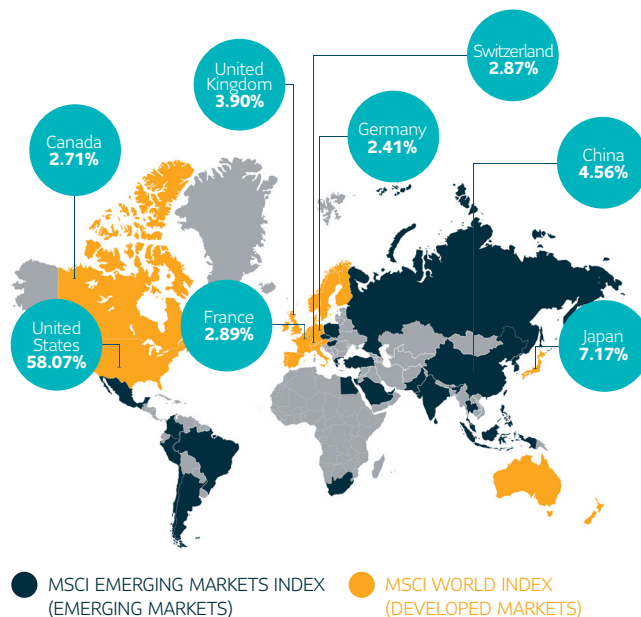 Switzerland
2.87%
United
Kingdom
3.90%
Germany
2.41%
Canada
2.71%
China
4.56%
France
2.89%
United
States
58.07%
Japan
7.17%
MSCI EMERGING MARKETS INDEX
(EMERGING MARKETS)
MSCI WORLD INDEX
(DEVELOPED MARKETS)